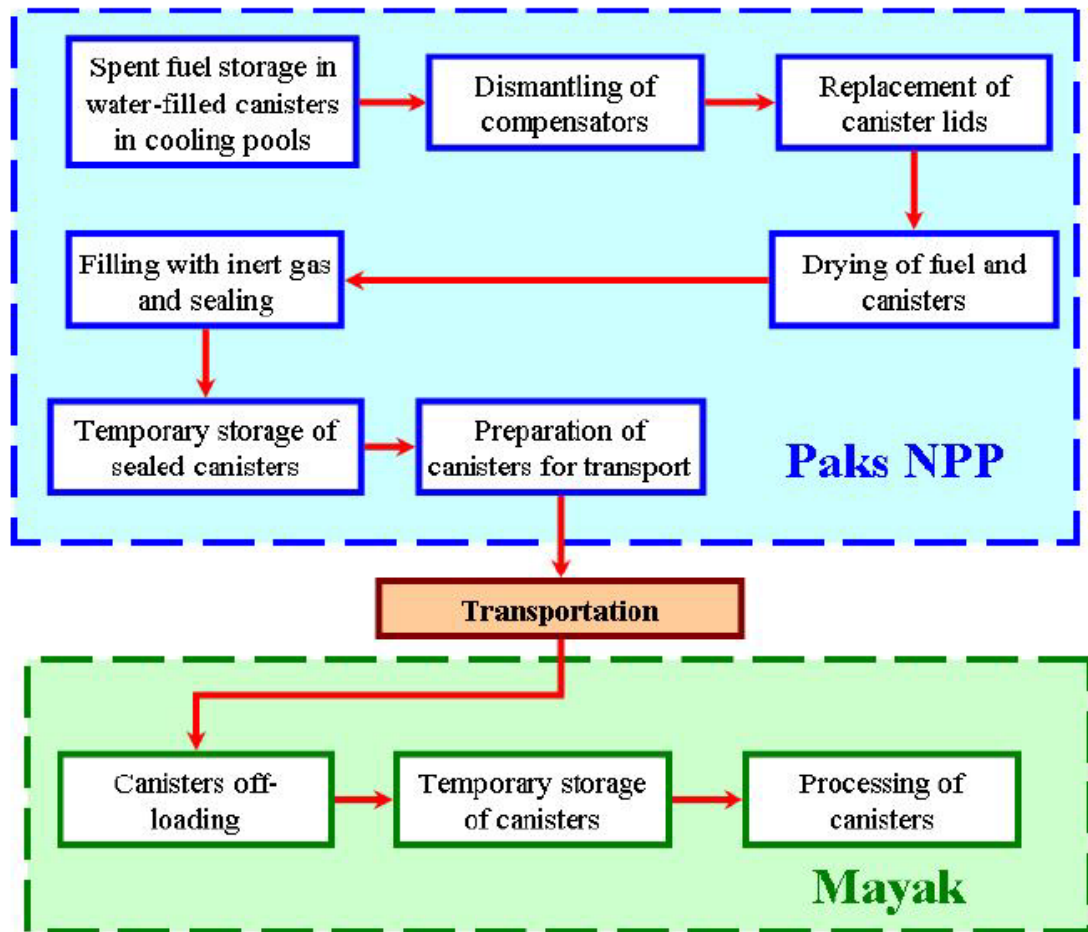 Spent fuel storage in
water-filled canisters
in cooling pools
Dismantling of
compensators
Replacement of
canister lids
Filling with inert gas
and sealing
Drying of fuel and
canisters
Temporary storage of
sealed canisters
Preparation of
canisters for transport
Paks NPP
Transportation
Canisters off-
loading
Temporary storage
of canisters
Processing of
canisters
Mayak